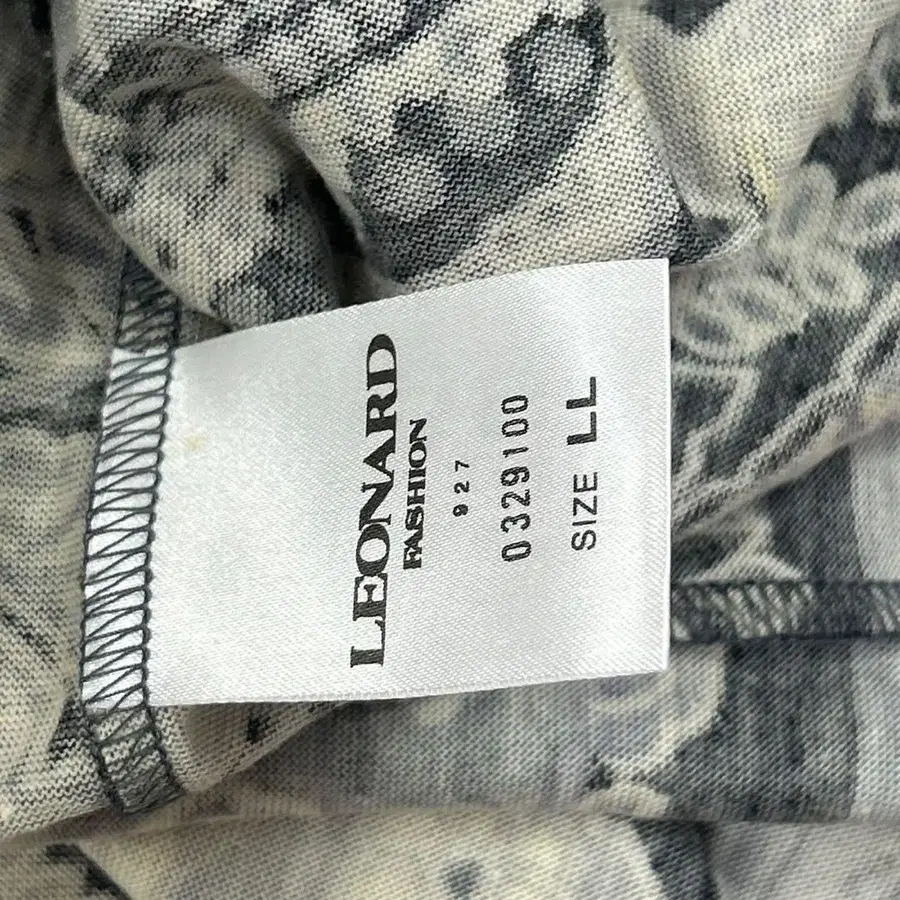 LEONARD
FASHION
927
0329100
SIZE LL